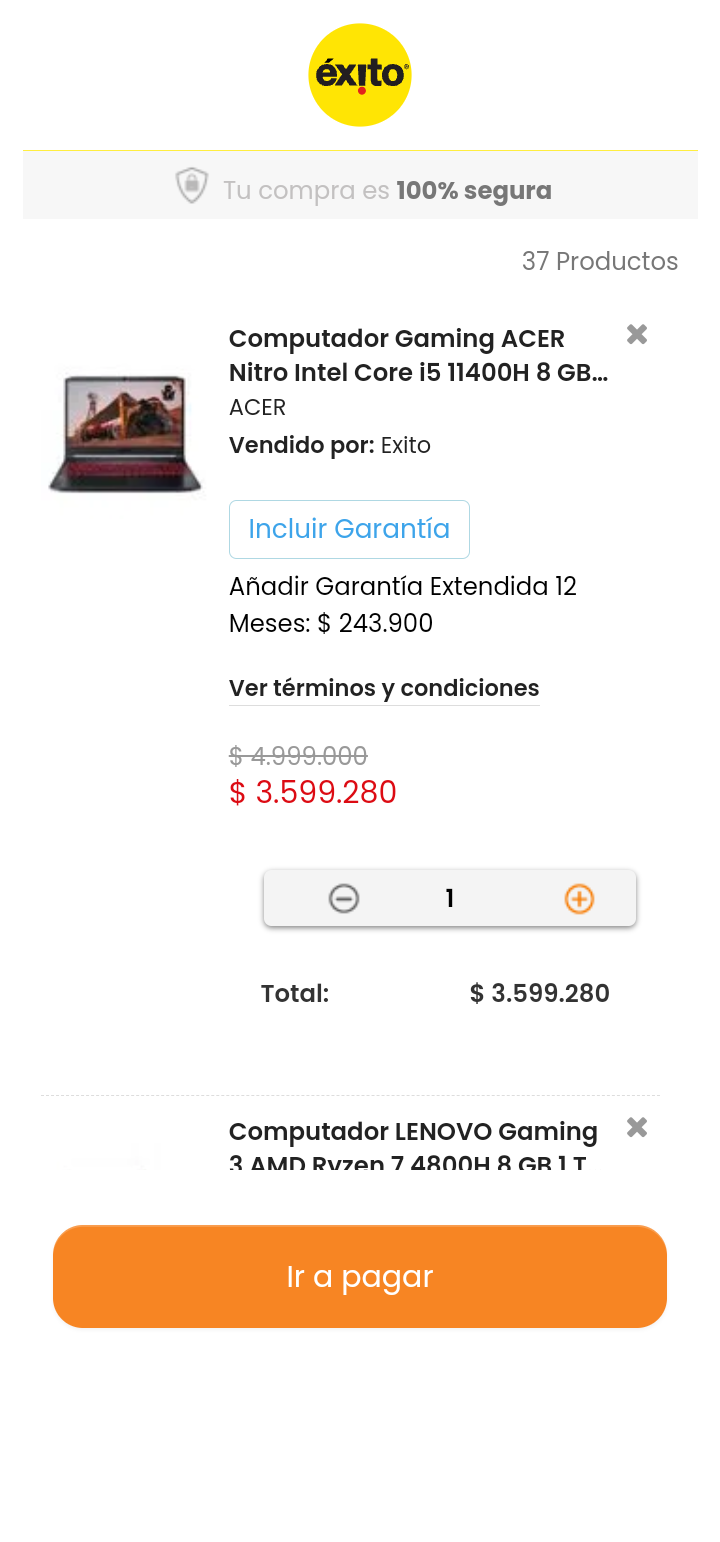 éxito
Tu compra es 100% segura
37 Productos
Computador Gaming ACER
Nitro Intel Core i5 11400H 8 GB...
ACER
Vendido por: Exito
Incluir Garantía
Añadir Garantía Extendida 12
Meses: $ 243.900
Ver términos y condiciones
$ 4.999.000
$ 3.599.280
1
Total: $ 3.599.280
Computador LENOVO Gaming
3 AMD Ryzen 7 4800H 8 GB 1 T
Ir a pagar